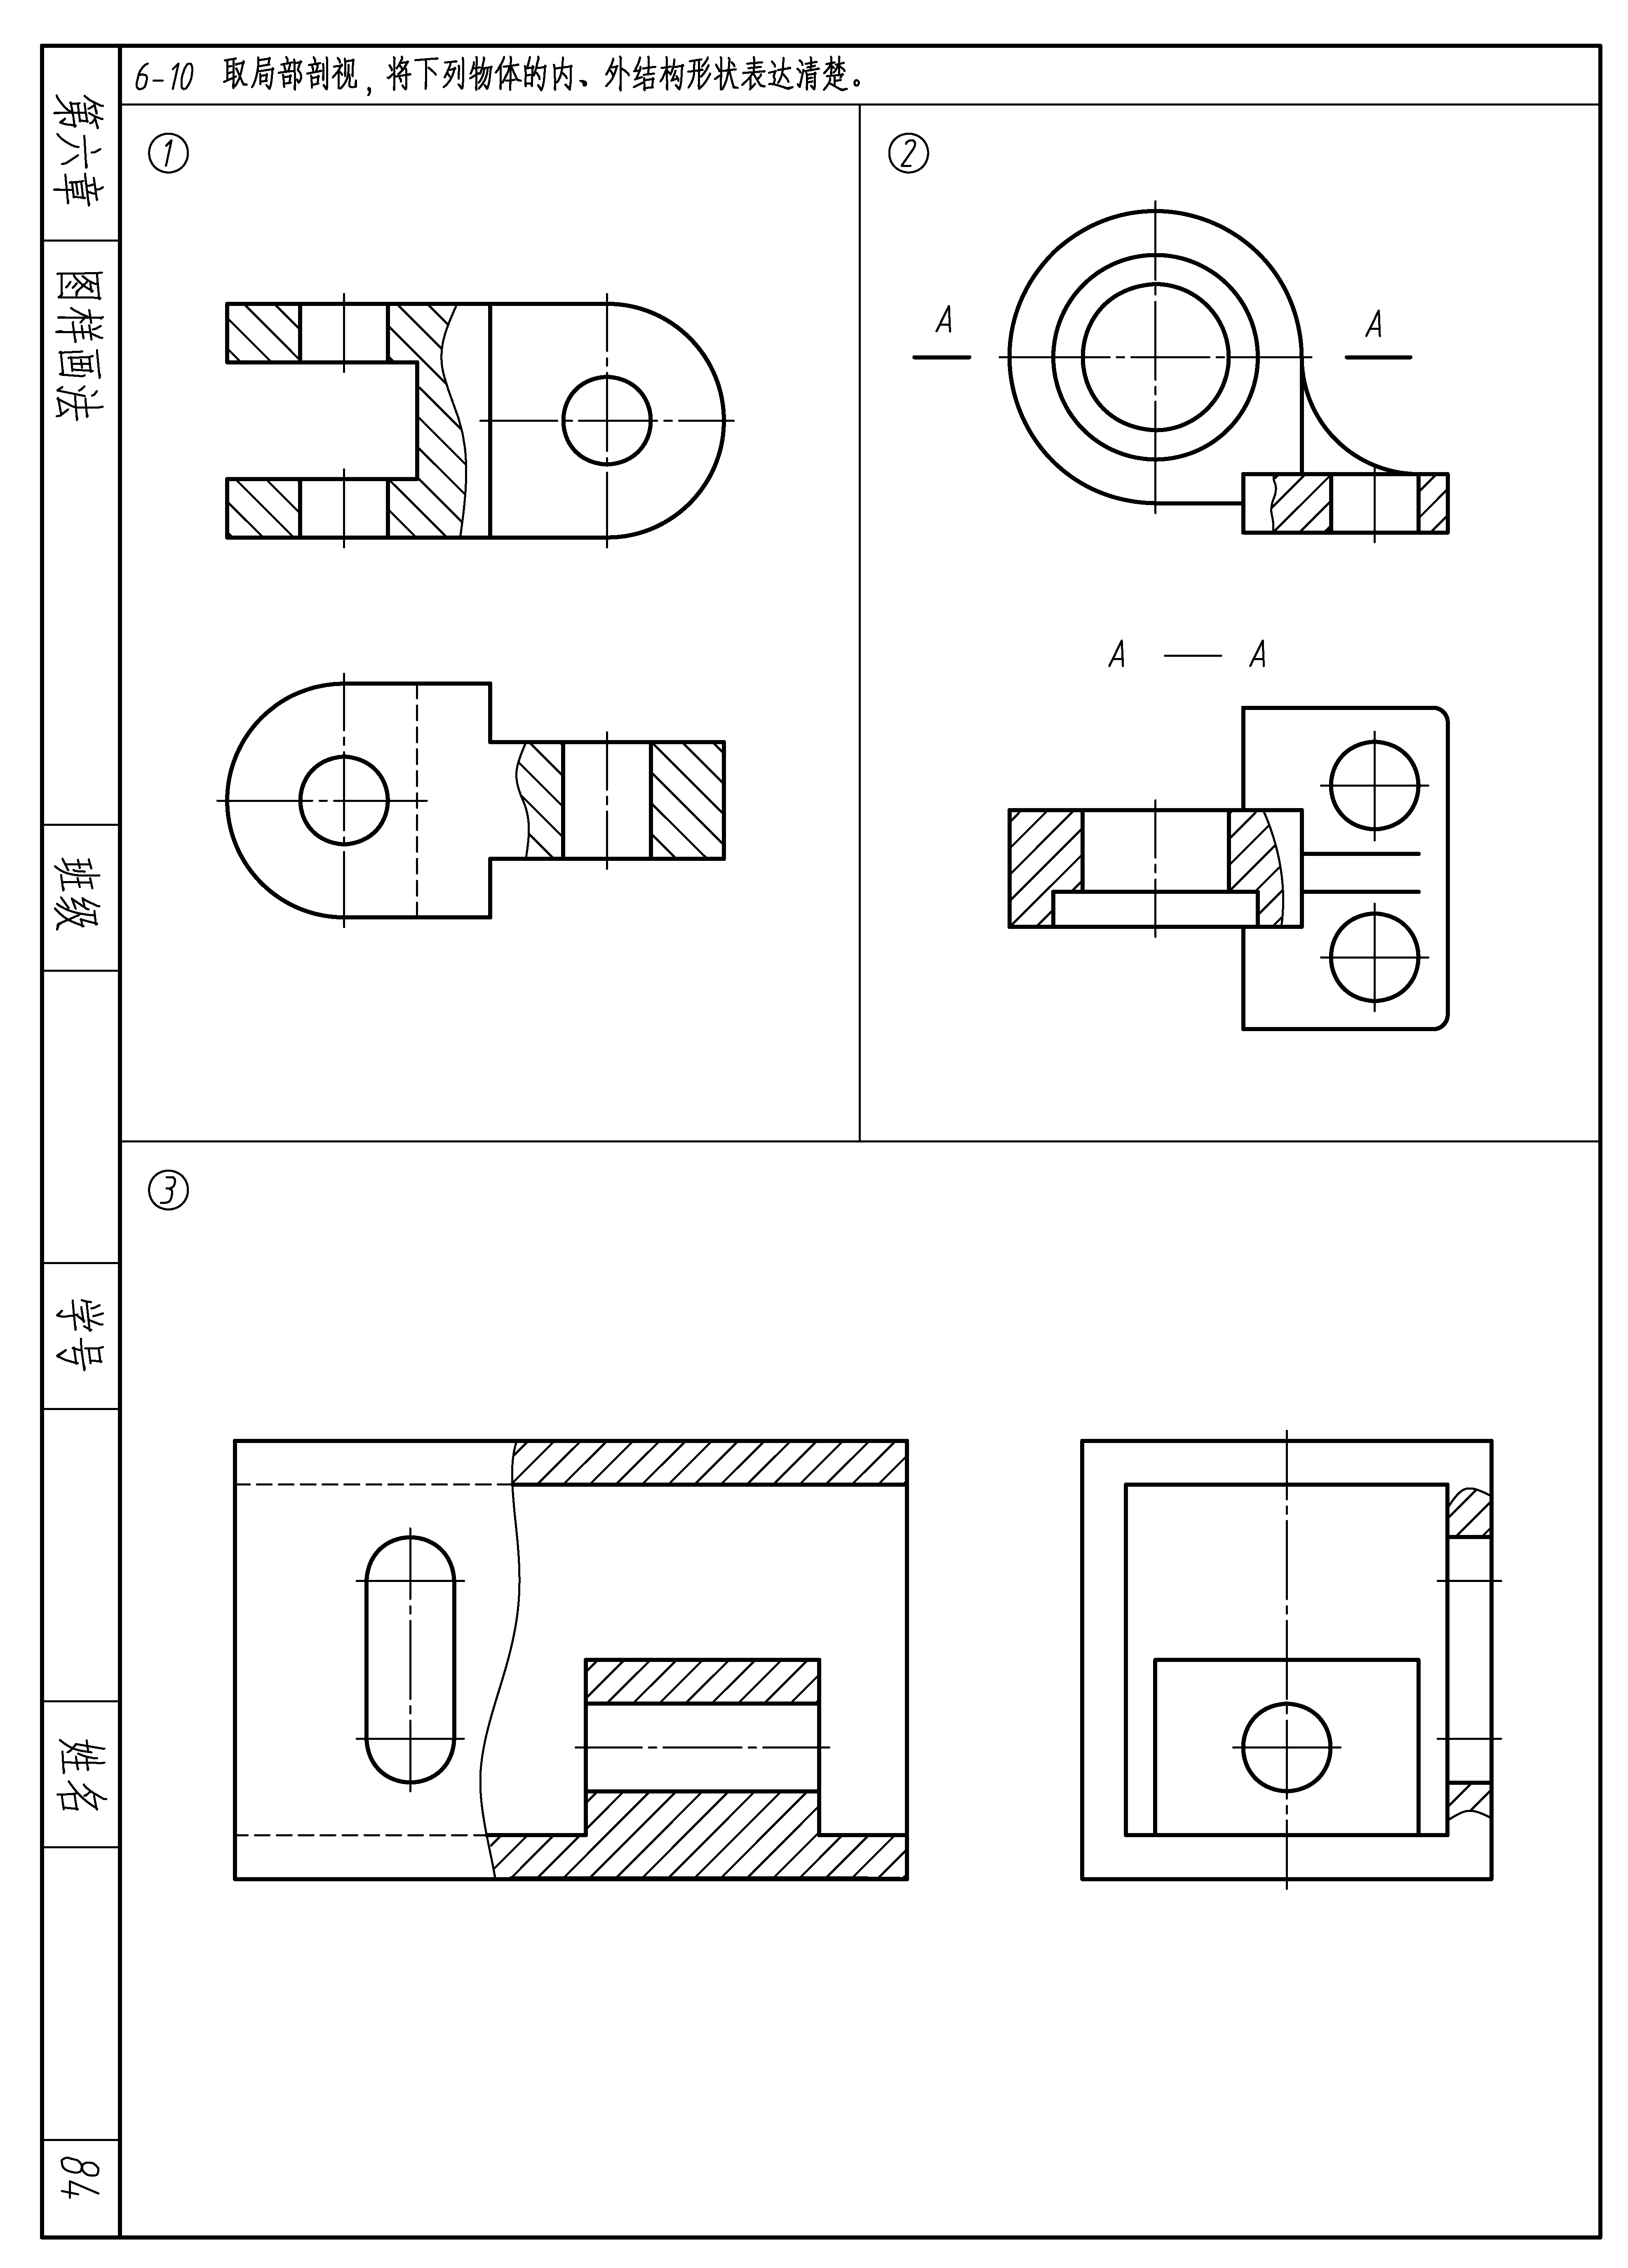 6-10 取局部剖视，将下列物体的内、外结构形状表达清楚。
第六章
图样画法
班级
学号
姓名
84
①
②
A A
A — A
③